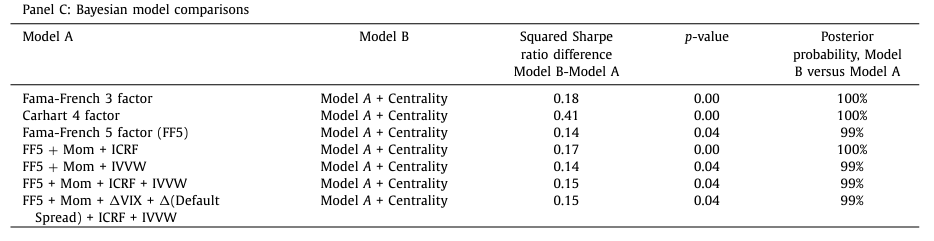 Panel C: Bayesian model comparisons
Model A Model B Squared Sharpe p-value Posterior
ratio difference probability, Model
Model B-Model A B versus Model A
Fama-French 3 factor Model A + Centrality 0.18 0.00 100%
Carhart 4 factor Model A + Centrality 0.41 0.00 100%
Fama-French 5 factor (FF5) Model A + Centrality 0.14 0.04 99%
FF5 + Mom + ICRF Model A + Centrality 0.17 0.00 100%
FF5 + Mom + IVVW Model A + Centrality 0.14 0.04 99%
FF5 + Mom + ICRF + IVVW Model A + Centrality 0.15 0.04 99%
FF5 + Mom + ΔVIX + Δ(Default Model A + Centrality 0.15 0.04 99%
Spread) + ICRF + IVVW